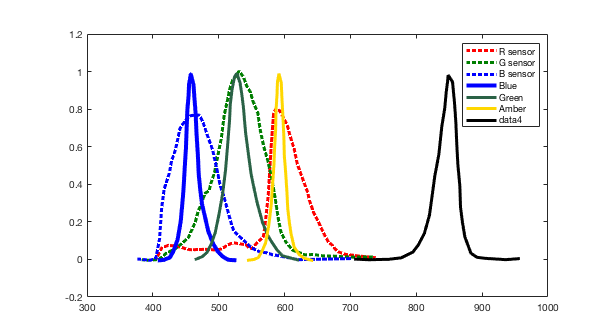 1.2
1
0.8
0.6
0.4
0.2
0
-0.2
300
400
500
600
700
800
900
1000
R sensor
G sensor
B sensor
Blue
Green
Amber
data4